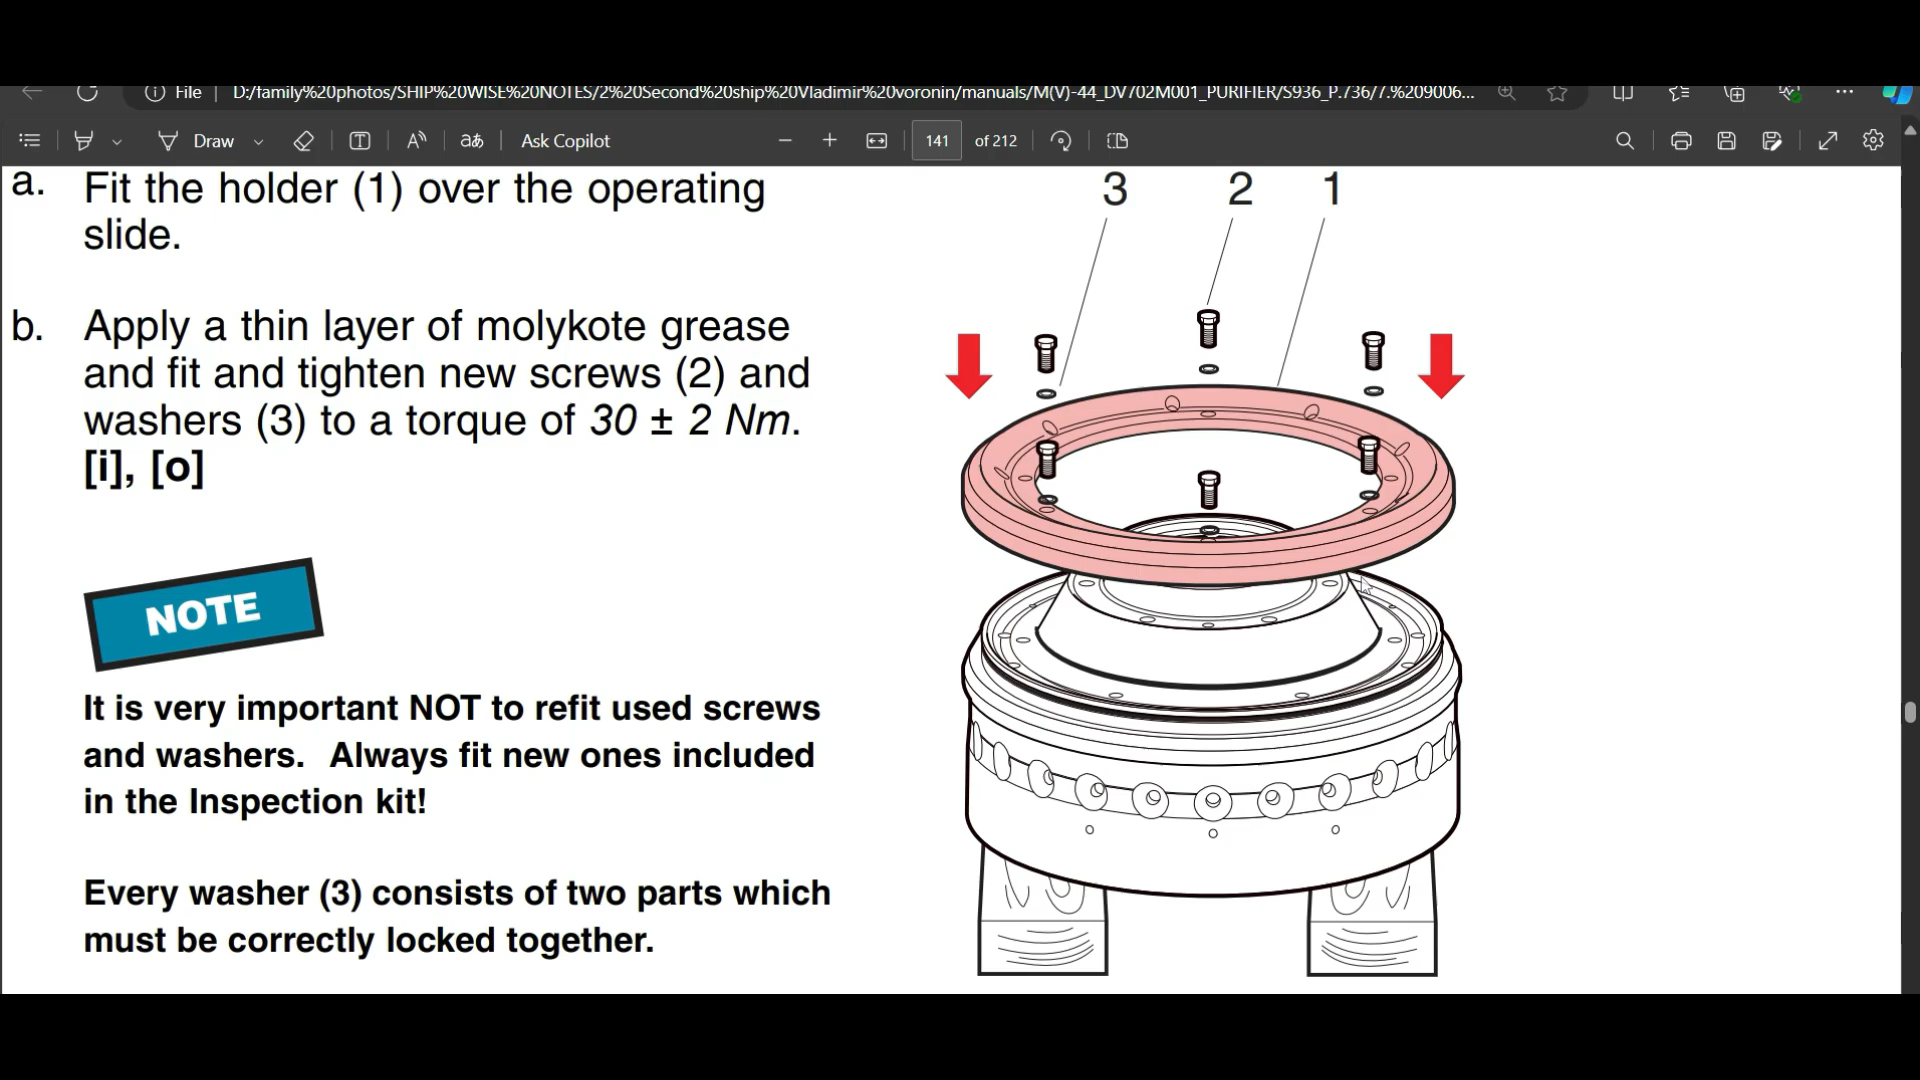 File | D:/family%20photos/SHIP%20WISE%20NOTES/2%20Second%20ship%20Vladimir%20voronin/manuals/M(V)-44_DV702M001_PURIFIER/S936_P.736/7.%209006...
Draw Ask Copilot 141 of 212
a. Fit the holder (1) over the operating
slide.
b. Apply a thin layer of molykote grease
and fit and tighten new screws (2) and
washers (3) to a torque of 30 ± 2 Nm.
[i], [o]
NOTE
It is very important NOT to refit used screws
and washers. Always fit new ones included
in the Inspection kit!
Every washer (3) consists of two parts which
must be correctly locked together.
3 2 1